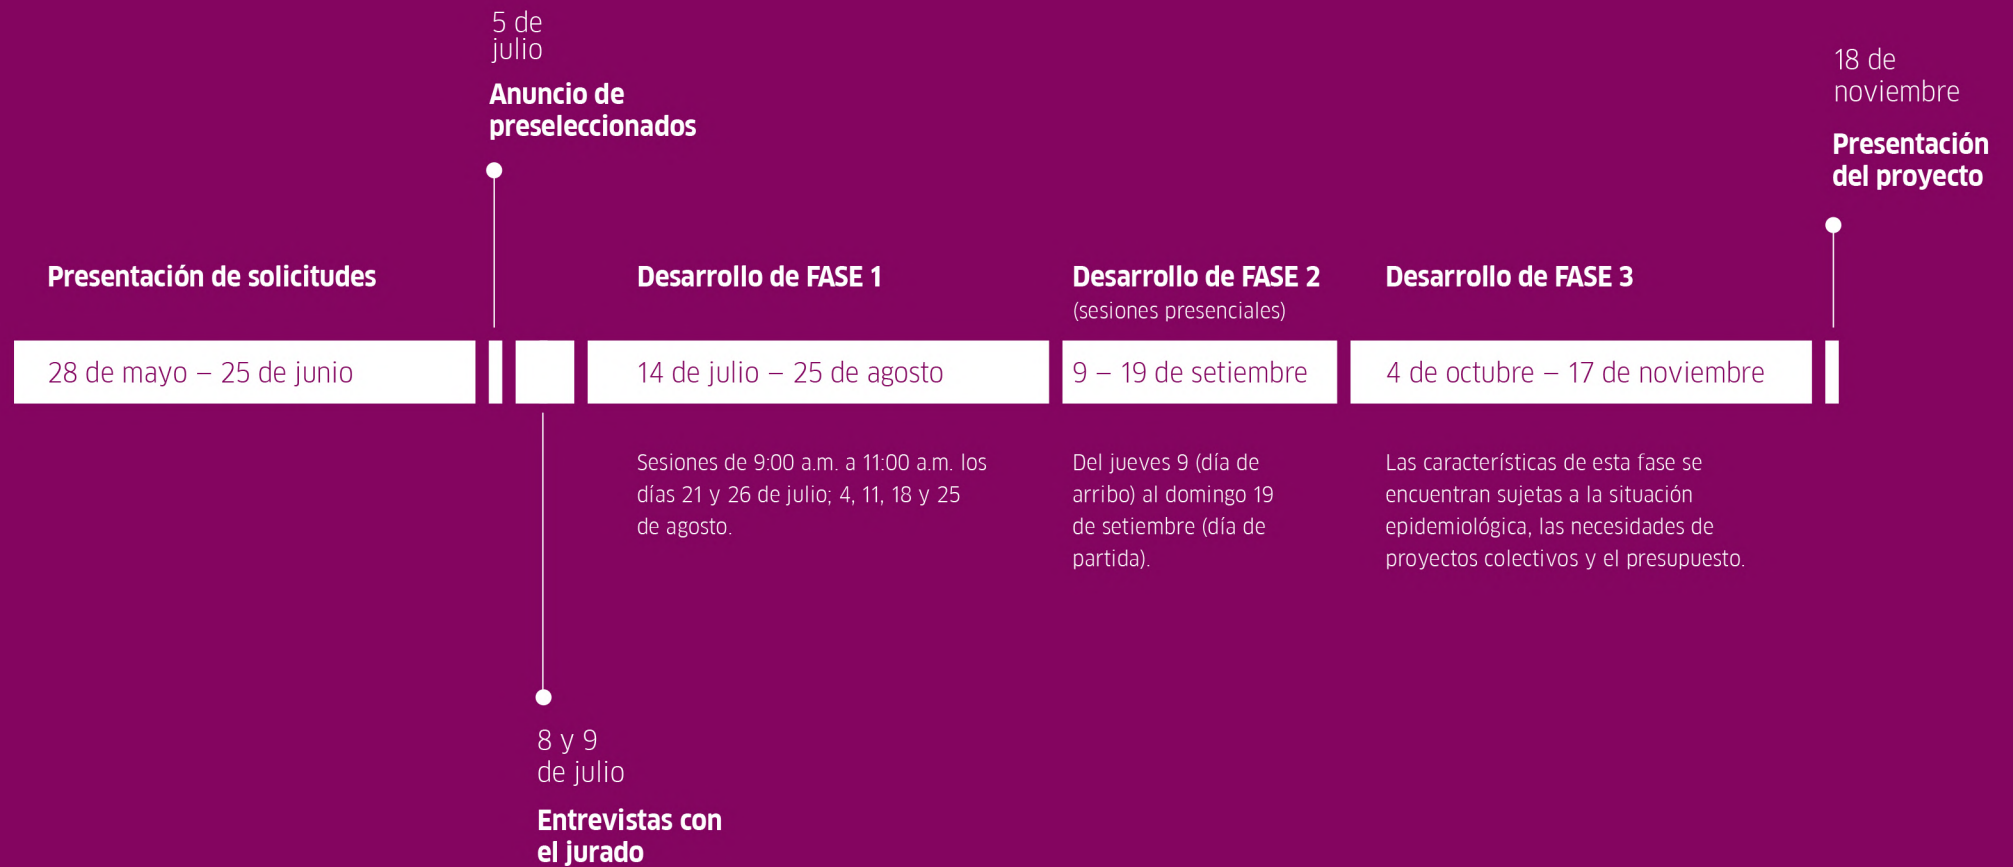 5 de
julio
Anuncio de
preseleccionados
18 de
noviembre
Presentación
del proyecto
Presentación de solicitudes
28 de mayo – 25 de junio
Desarrollo de FASE 1
14 de julio – 25 de agosto
Sesiones de 9:00 a.m. a 11:00 a.m. los
días 21 y 26 de julio; 4, 11, 18 y 25
de agosto.
Desarrollo de FASE 2
(sesiones presenciales)
9 – 19 de setiembre
Del jueves 9 (día de
arribo) al domingo 19
de setiembre (día de
partida).
Desarrollo de FASE 3
4 de octubre – 17 de noviembre
Las características de esta fase se
encuentran sujetas a la situación
epidemiológica, las necesidades de
proyectos colectivos y el presupuesto.
8 y 9
de julio
Entrevistas con
el jurado